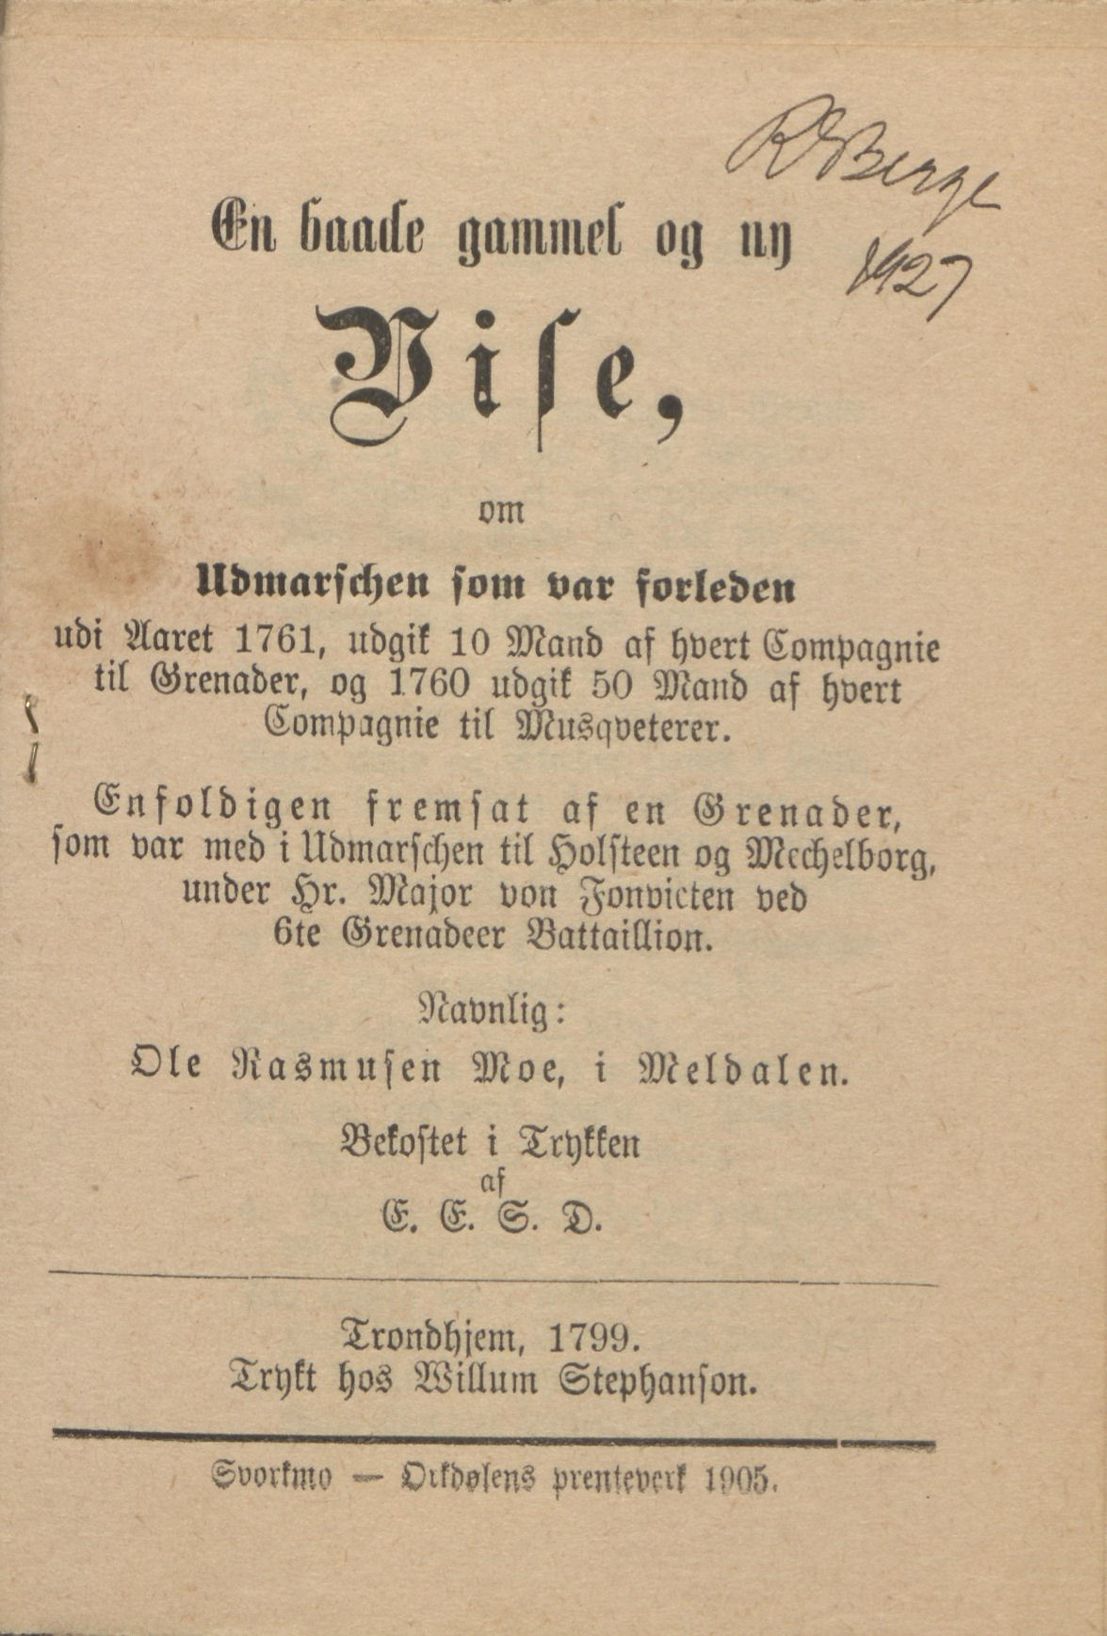 R Berge
1927
En baade gammel og ny
Vise,
om
Udmarschen som var forleden
udi Aaret 1761, udgik 10 Mand af hvert Compagnie
til Grenader, og 1760 udgik 50 Mand af hvert
Compagnie til Musqveterer.
Enfoldigen fremsat af en Grenader,
som var med i Udmarschen til Holsteen og Mechelborg,
under Hr. Major von Fonvicten ved
6te Grenadeer Battaillion.
Navnlig:
Ole Rasmusen Moe, i Meldalen.
Bekostet i Trykken
af
E. E. S. D.
Trondhjem, 1799.
Trykt hos Willum Stephanson.
Svorkmo — Orkdølens prenteverk 1905.